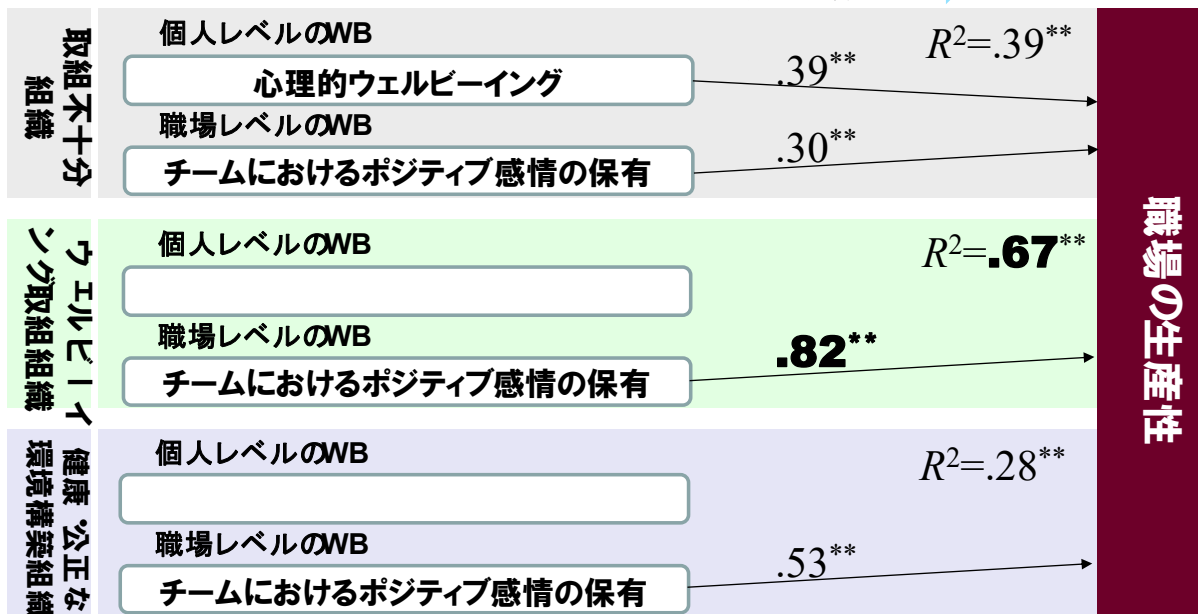 取組不十分
組織
個人レベルのWB
心理的ウェルビーイング
職場レベルのWB
チームにおけるポジティブ感情の保有
.39**
.30**
R²=.39**
ウェルビーイ
ング取組組織
個人レベルのWB
職場レベルのWB
チームにおけるポジティブ感情の保有
.82**
R²=.67**
健康・公正な
環境構築組織
個人レベルのWB
職場レベルのWB
チームにおけるポジティブ感情の保有
.53**
R²=.28**
職場の生産性